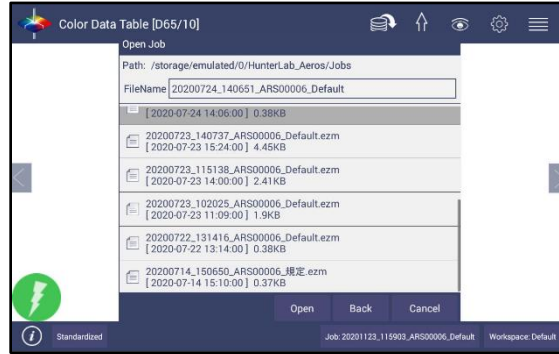 Color Data Table [D65/10]
Open Job
Path: /storage/emulated/0/HunterLab_Aeros/Jobs
FileName 20200724_140651_ARS00006_Default
[ 2020-07-24 14:06:00 ] 0.38KB
20200723_140737_ARS00006_Default.ezm
[ 2020-07-23 15:24:00 ] 4.45KB
20200723_115138_ARS00006_Default.ezm
[ 2020-07-23 14:00:00 ] 2.41KB
20200723_102025_ARS00006_Default.ezm
[ 2020-07-23 11:09:00 ] 1.9KB
20200722_131416_ARS00006_Default.ezm
[ 2020-07-22 13:14:00 ] 0.38KB
20200714_150650_ARS00006_規定.ezm
[ 2020-07-14 15:10:00 ] 0.37KB
Open Back Cancel
Standardized Job: 20201123_115903_ARS00006_Default Workspace: Default